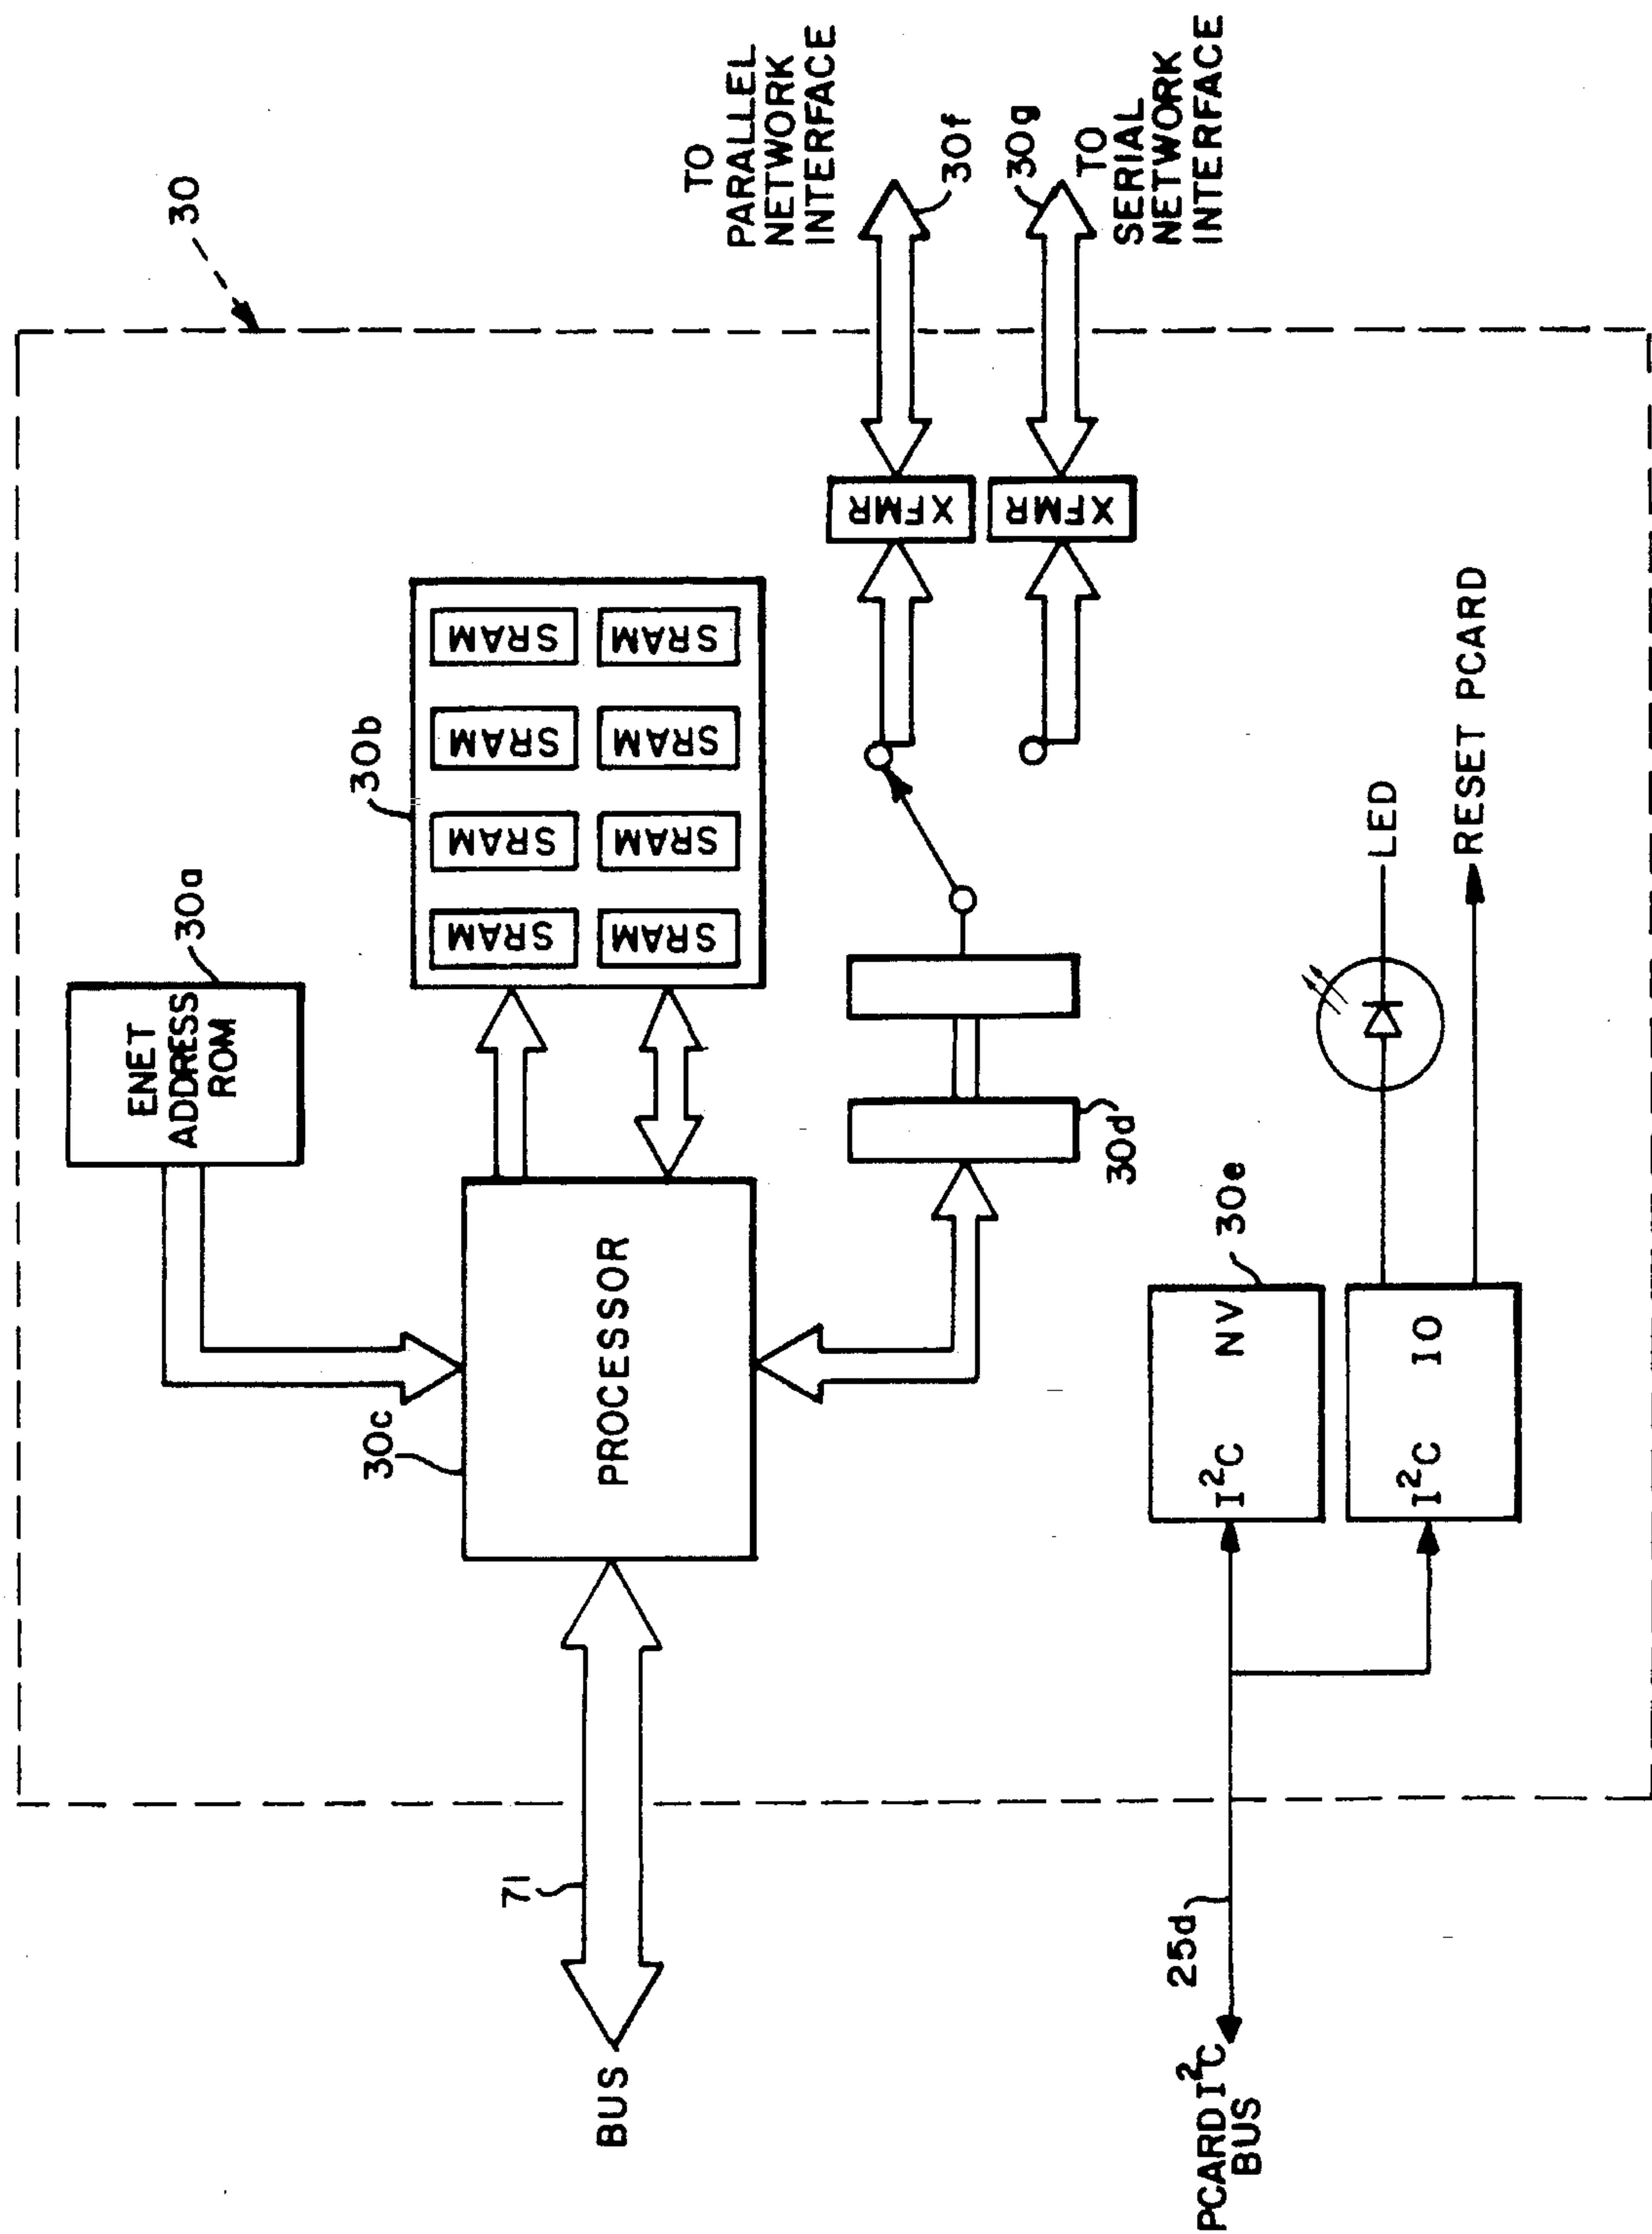 30
ENET
ADDRESS
ROM
30a
30b
SRAM SRAM SRAM SRAM
SRAM SRAM SRAM SRAM
30c
PROCESSOR
71
BUS
TO
PARALLEL
NETWORK
INTERFACE
XFMR
30f
XFMR
30g
TO
SERIAL
NETWORK
INTERFACE
30d
25d
PCARD I²C
BUS
I²C NV
30e
I²C IO
LED
RESET PCARD